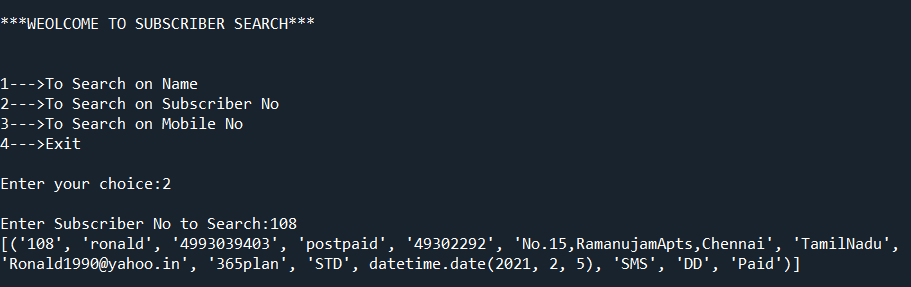 ***WEOLCOME TO SUBSCRIBER SEARCH***
1--->To Search on Name
2--->To Search on Subscriber No
3--->To Search on Mobile No
4--->Exit
Enter your choice:2
Enter Subscriber No to Search:108
[('108', 'ronald', '4993039403', 'postpaid', '49302292', 'No.15,RamanujamApts,Chennai', 'TamilNadu',
'Ronald1990@yahoo.in', '365plan', 'STD', datetime.date(2021, 2, 5), 'SMS', 'DD', 'Paid')]